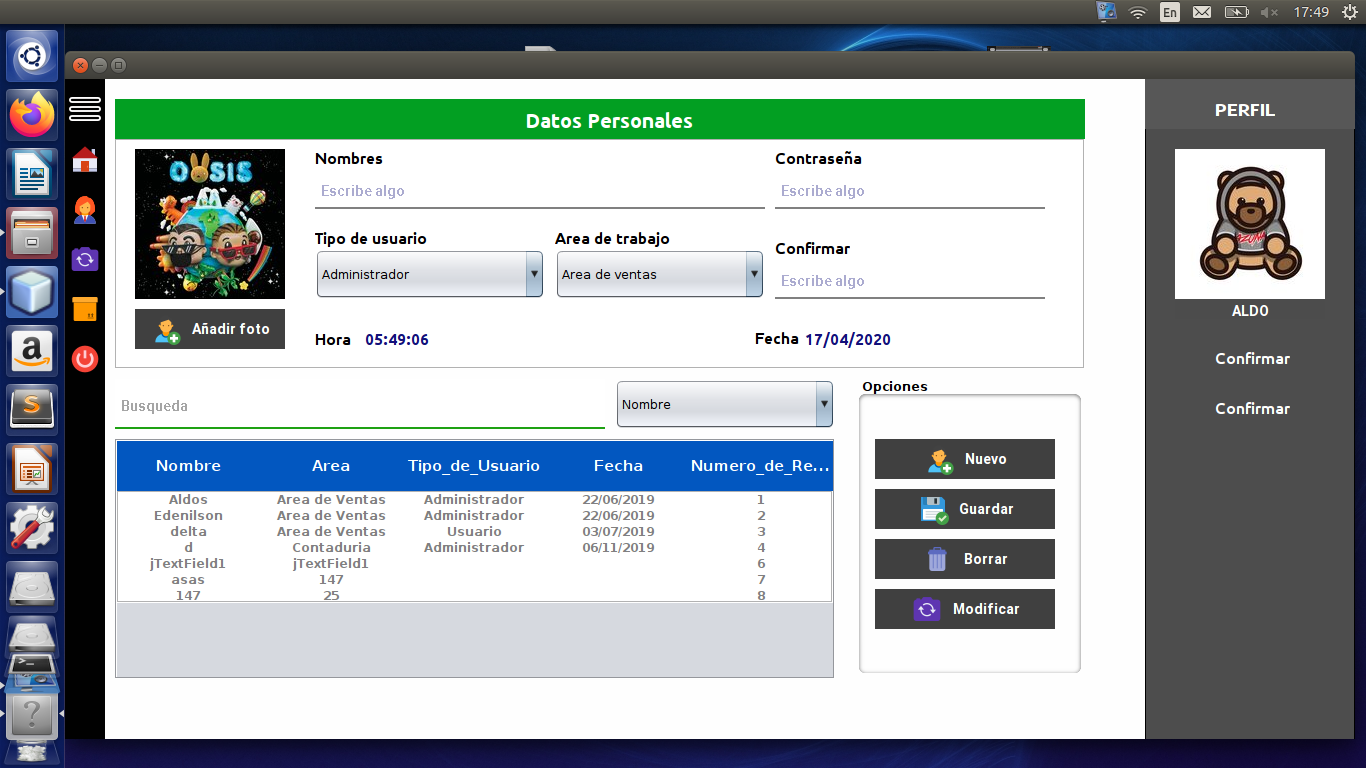 En 17:49
Datos Personales
PERFIL
OASIS
Nombres
Contraseña
Escribe algo
Escribe algo
Tipo de usuario
Area de trabajo
Confirmar
Administrador
Area de ventas
Escribe algo
Añadir foto
Hora 05:49:06
Fecha 17/04/2020
ALDO
Confirmar
Confirmar
Busqueda
Nombre
Opciones
Nombre Area Tipo_de_Usuario Fecha Numero_de_Re...
Aldos Area de Ventas Administrador 22/06/2019 1
Edenilson Area de Ventas Administrador 22/06/2019 2
delta Area de Ventas Usuario 03/07/2019 3
d Contaduria Administrador 06/11/2019 4
jTextField1 jTextField1 6
asas 147 7
147 25 8
Nuevo
Guardar
Borrar
Modificar